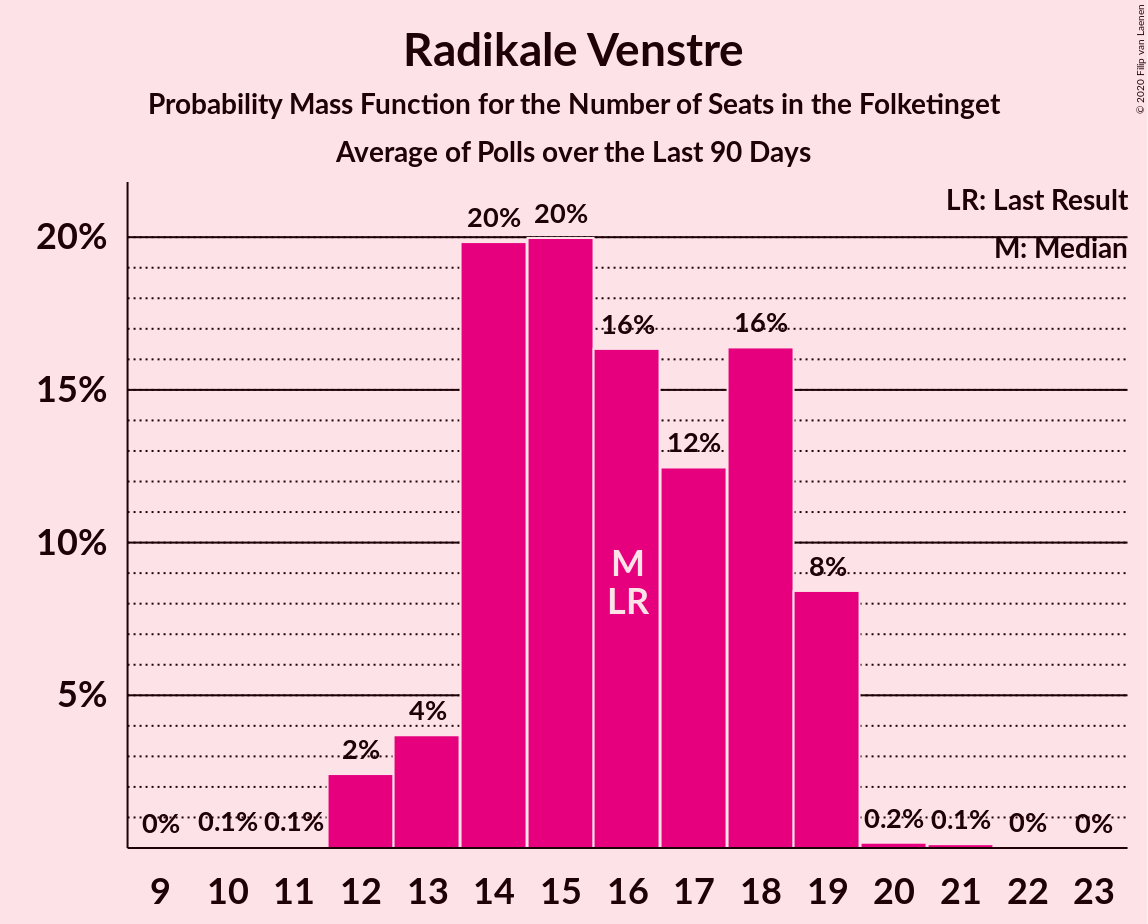 Radikale Venstre
Probability Mass Function for the Number of Seats in the Folketinget
Average of Polls over the Last 90 Days
© 2020 Filip van Laenen
LR: Last Result
M: Median
20%
15%
10%
5%
0%
0.1%
0.1%
2%
4%
20%
20%
16%
12%
16%
8%
0.2%
0.1%
0%
0%
M
LR
9 10 11 12 13 14 15 16 17 18 19 20 21 22 23